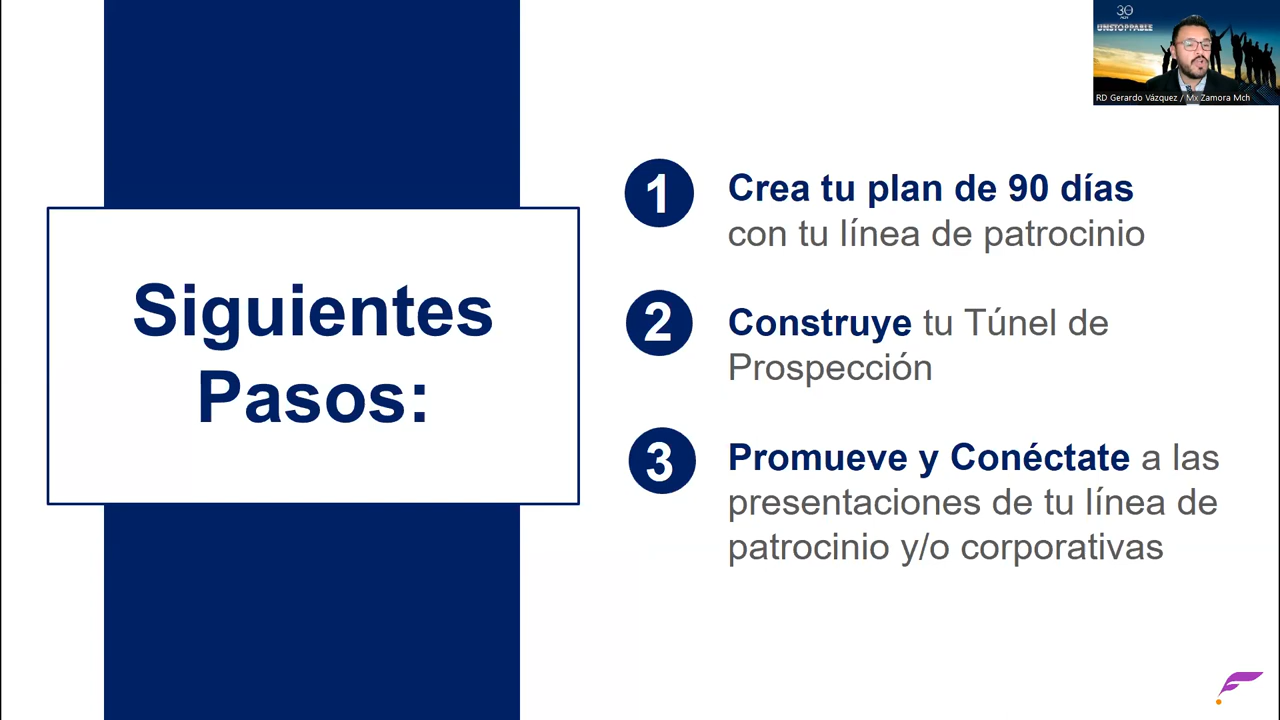 Siguientes
Pasos:
1
Crea tu plan de 90 días
con tu línea de patrocinio
2
Construye tu Túnel de
Prospección
3
Promueve y Conéctate a las
presentaciones de tu línea de
patrocinio y/o corporativas
30
UNSTOPPABLE
RD Gerardo Vázquez / Mx Zamora Mch